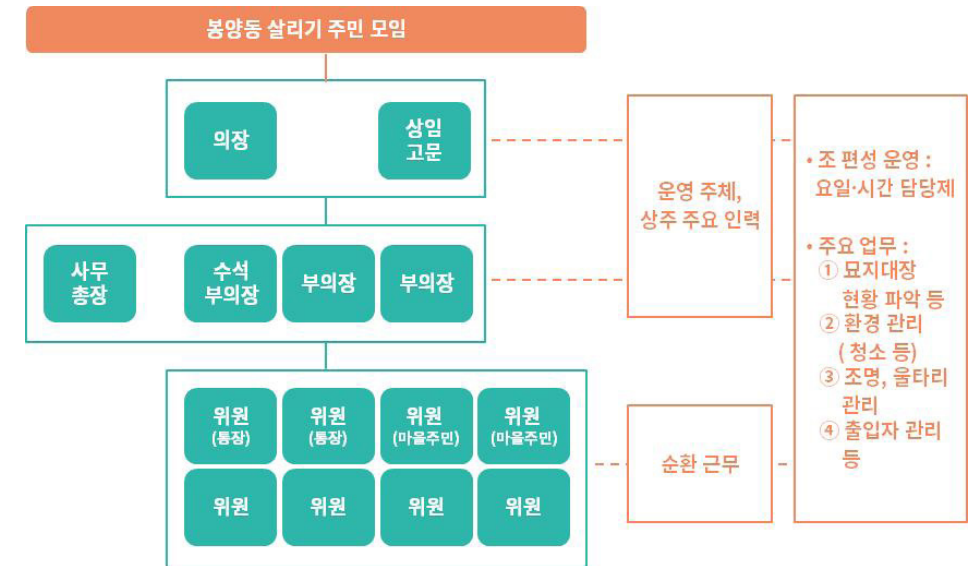 봉양동 살리기 주민 모임
의장
상임
고문
사무
총장
수석
부의장
부의장
부의장
위원
(통장)
위원
(통장)
위원
(마을주민)
위원
(마을주민)
위원
위원
위원
위원
운영 주체,
상주 주요 인력
순환 근무
• 조 편성 운영 :
요일·시간 담당제
• 주요 업무 :
① 묘지대장
현황 파악 등
② 환경 관리
( 청소 등)
③ 조명, 울타리
관리
④ 출입자 관리
등